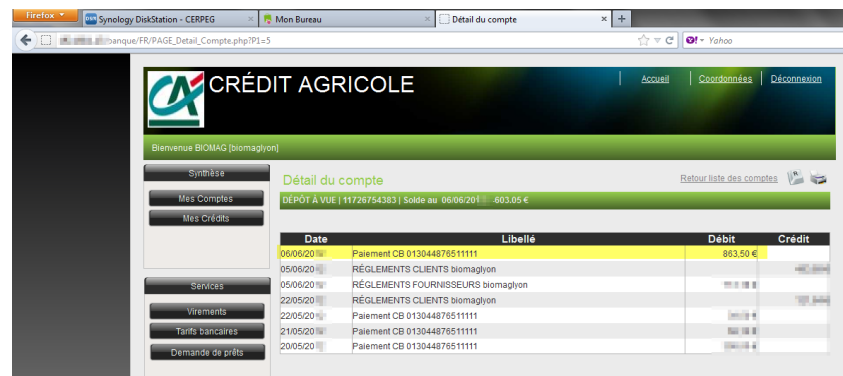 Firefox
Synology DiskStation - CERPEG
Mon Bureau
Détail du compte
banque/FR/PAGE_Detail_Compte.php?P1=5
Yahoo
CRÉDIT AGRICOLE
Accueil | Coordonnées | Déconnexion
Bienvenue BIOMAG [biomaglyon]
Synthèse
Mes Comptes
Mes Crédits
Services
Virements
Tarifs bancaires
Demande de prêts
Détail du compte
Retour liste des comptes
DÉPÔT À VUE | 11726754383 | Solde au 06/06/20 -603.05 €
Date Libellé Débit Crédit
06/06/20 Paiement CB 013044876511111 863,50 €
05/06/20 RÉGLEMENTS CLIENTS biomaglyon
05/06/20 RÉGLEMENTS FOURNISSEURS biomaglyon
22/05/20 RÉGLEMENTS CLIENTS biomaglyon
22/05/20 Paiement CB 013044876511111
21/05/20 Paiement CB 013044876511111
20/05/20 Paiement CB 013044876511111